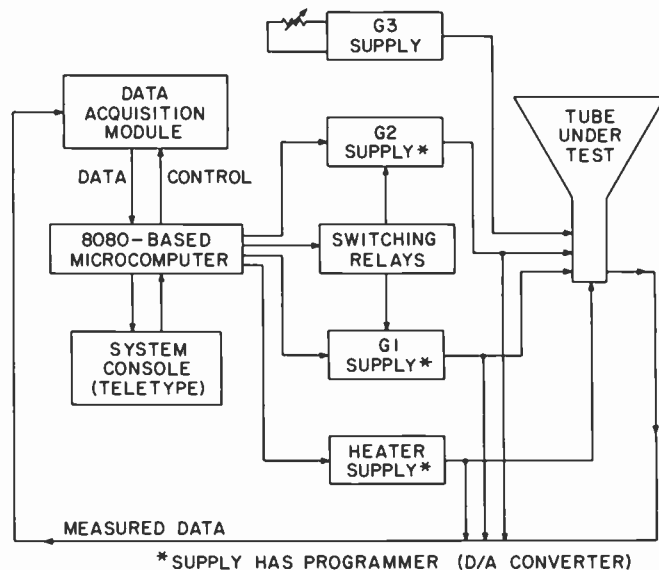 G3
SUPPLY
DATA
ACQUISITION
MODULE
TUBE
UNDER
TEST
G2
SUPPLY*
DATA
CONTROL
8080-BASED
MICROCOMPUTER
SWITCHING
RELAYS
SYSTEM
CONSOLE
(TELETYPE)
G1
SUPPLY*
HEATER
SUPPLY*
MEASURED DATA
*SUPPLY HAS PROGRAMMER (D/A CONVERTER)